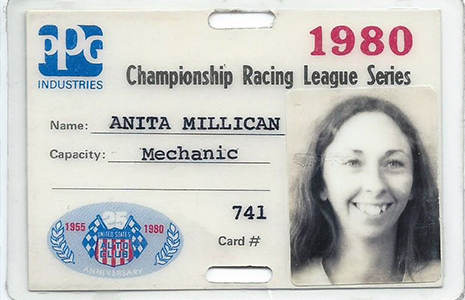 PPG
INDUSTRIES
1980
Championship Racing League Series
Name: ANITA MILLICAN
Capacity: Mechanic
741
Card #
1955 25 1980
UNITED STATES
AUTO
CLUB
ANNIVERSARY